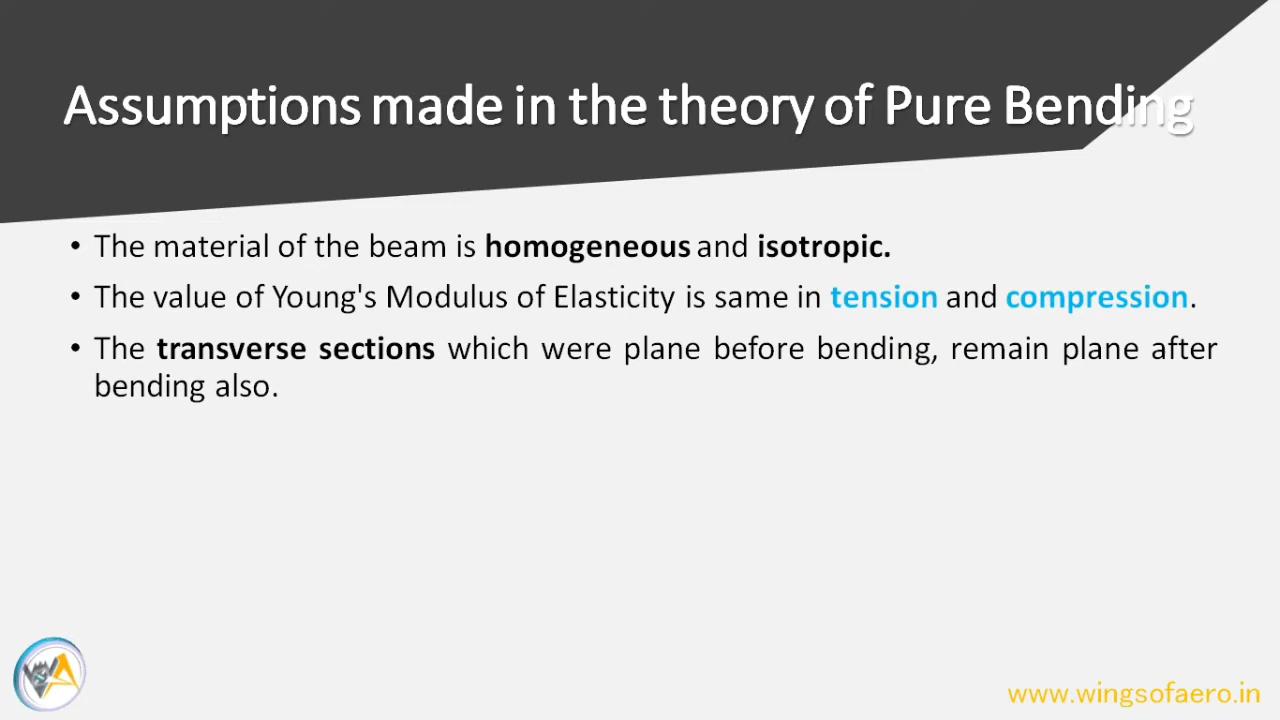 Assumptions made in the theory of Pure Bending
• The material of the beam is homogeneous and isotropic.
• The value of Young's Modulus of Elasticity is same in tension and compression.
• The transverse sections which were plane before bending, remain plane after
bending also.
www.wingsofaero.in